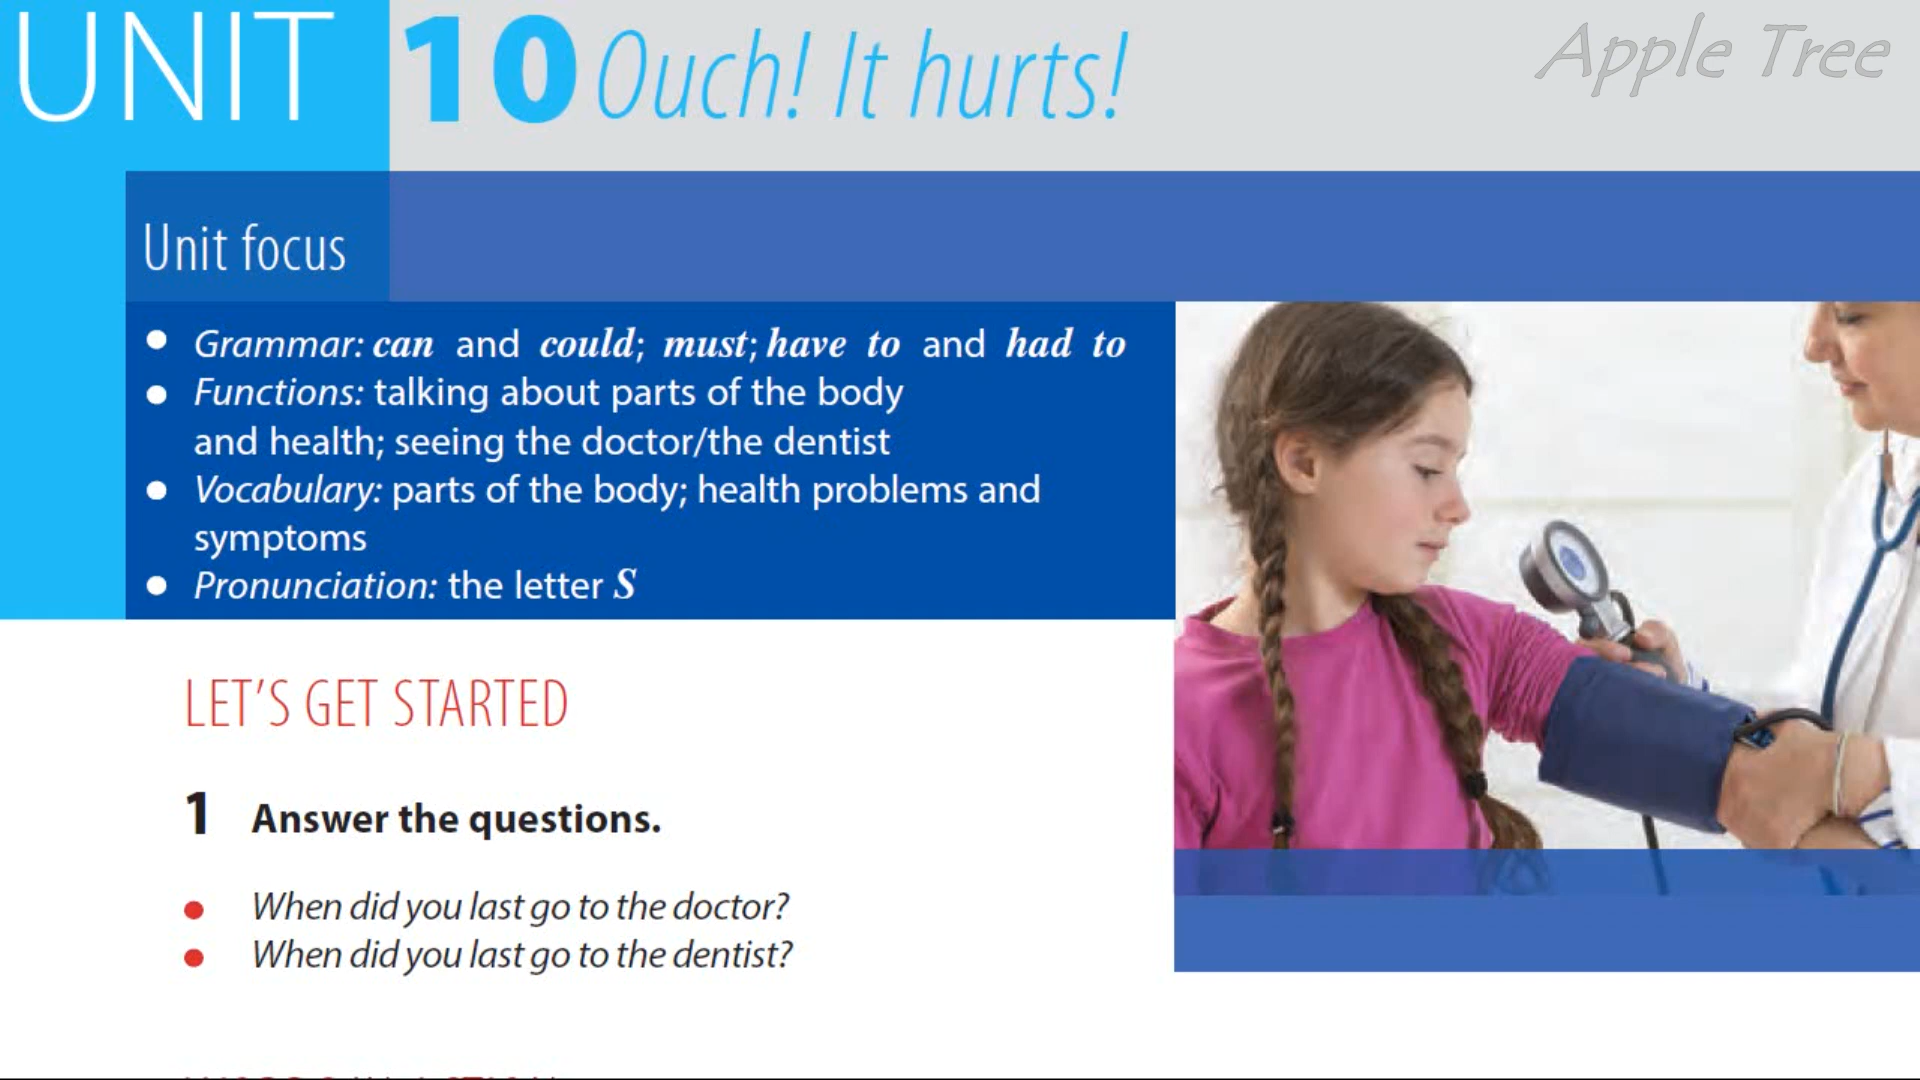 UNIT 10 Ouch! It hurts!
Apple Tree
Unit focus
Grammar: can and could; must; have to and had to
Functions: talking about parts of the body
and health; seeing the doctor/the dentist
Vocabulary: parts of the body; health problems and
symptoms
Pronunciation: the letter S
LET'S GET STARTED
1 Answer the questions.
When did you last go to the doctor?
When did you last go to the dentist?